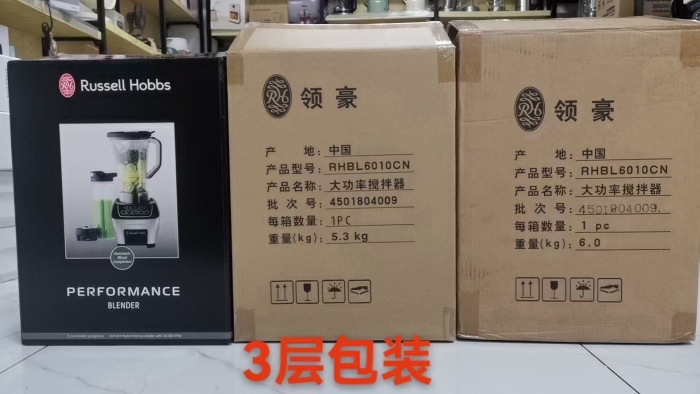 Russell Hobbs
PERFORMANCE
BLENDER
领豪
产 地: 中国
产品型号: RHBL6010CN
产品名称: 大功率搅拌器
批 次 号: 4501804009
每箱数量: 1PC
重量(kg): 5.3 kg
领豪
产 地: 中国
产品型号: RHBL6010CN
产品名称: 大功率搅拌器
批 次 号: 4501804009.
每箱数量: 1 pc
重量(kg): 6.0
3层包装